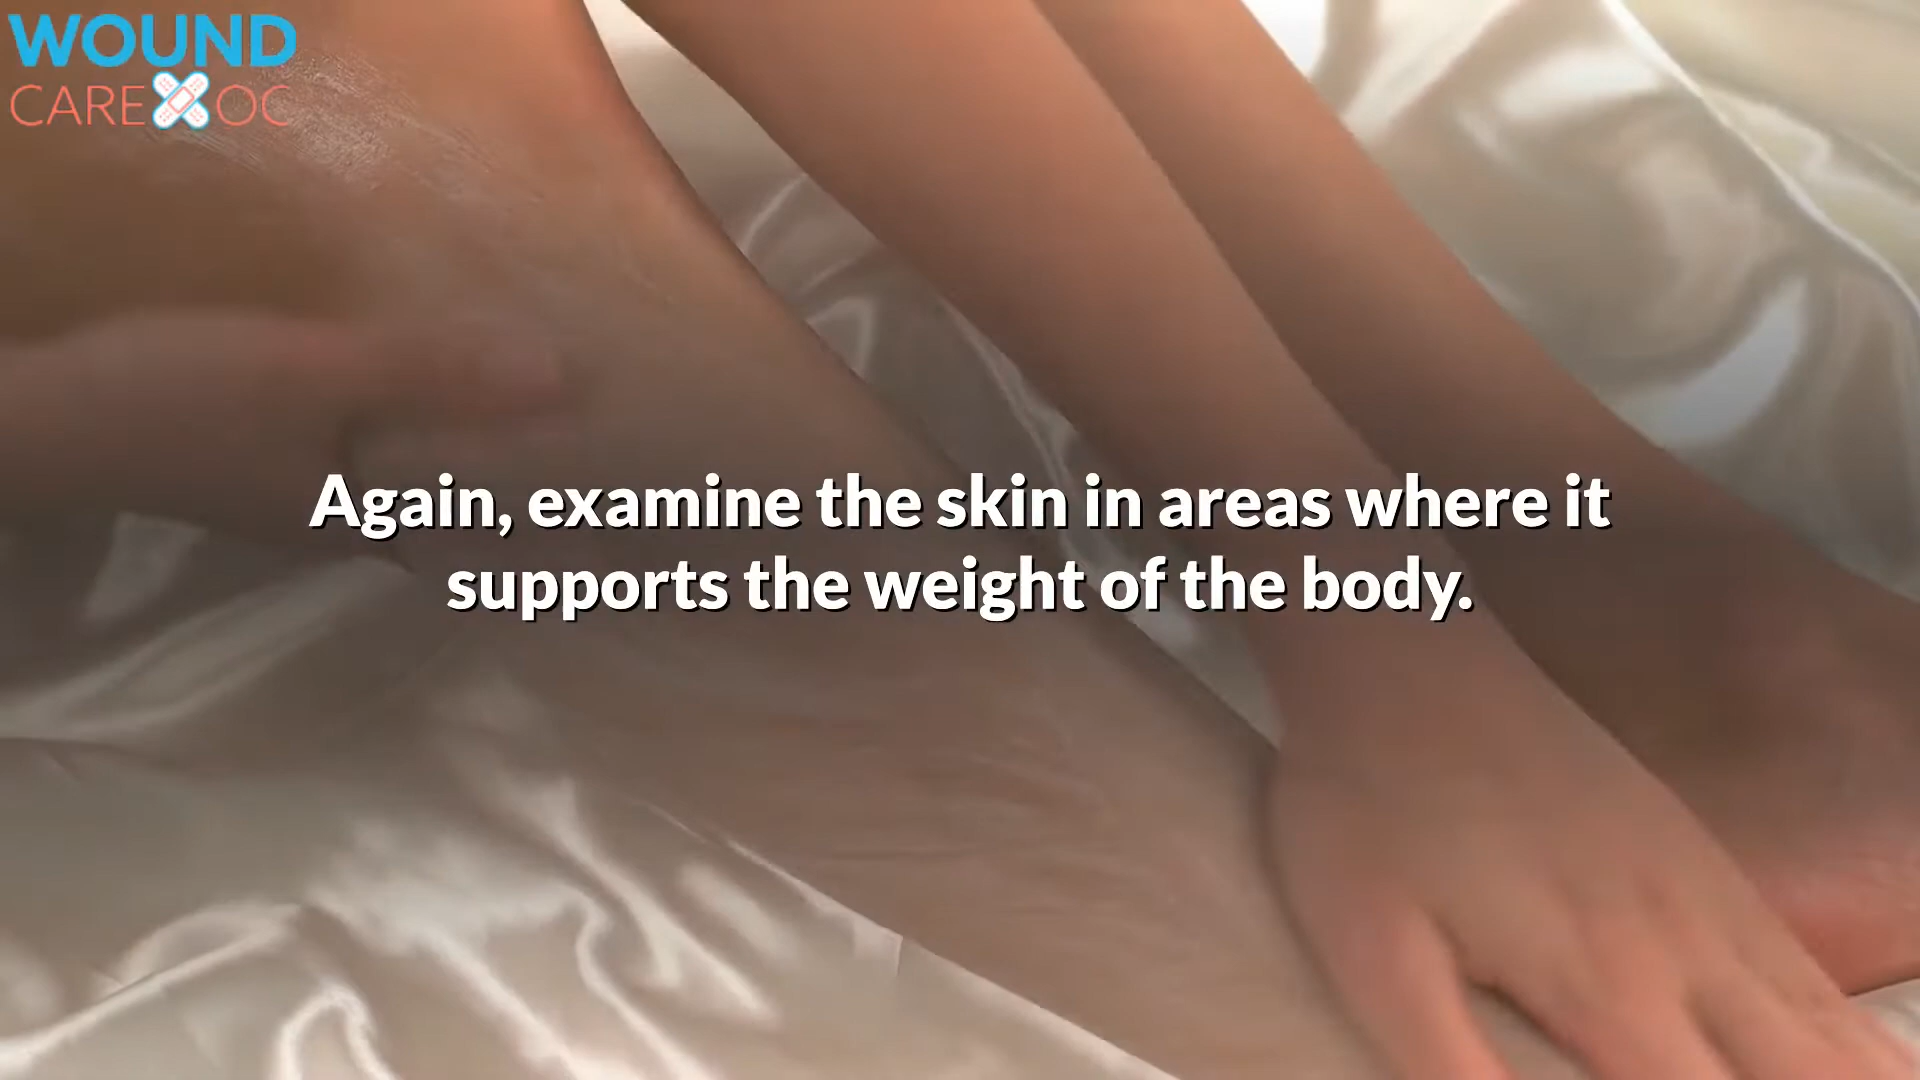 WOUND
CARE OC
Again, examine the skin in areas where it
supports the weight of the body.